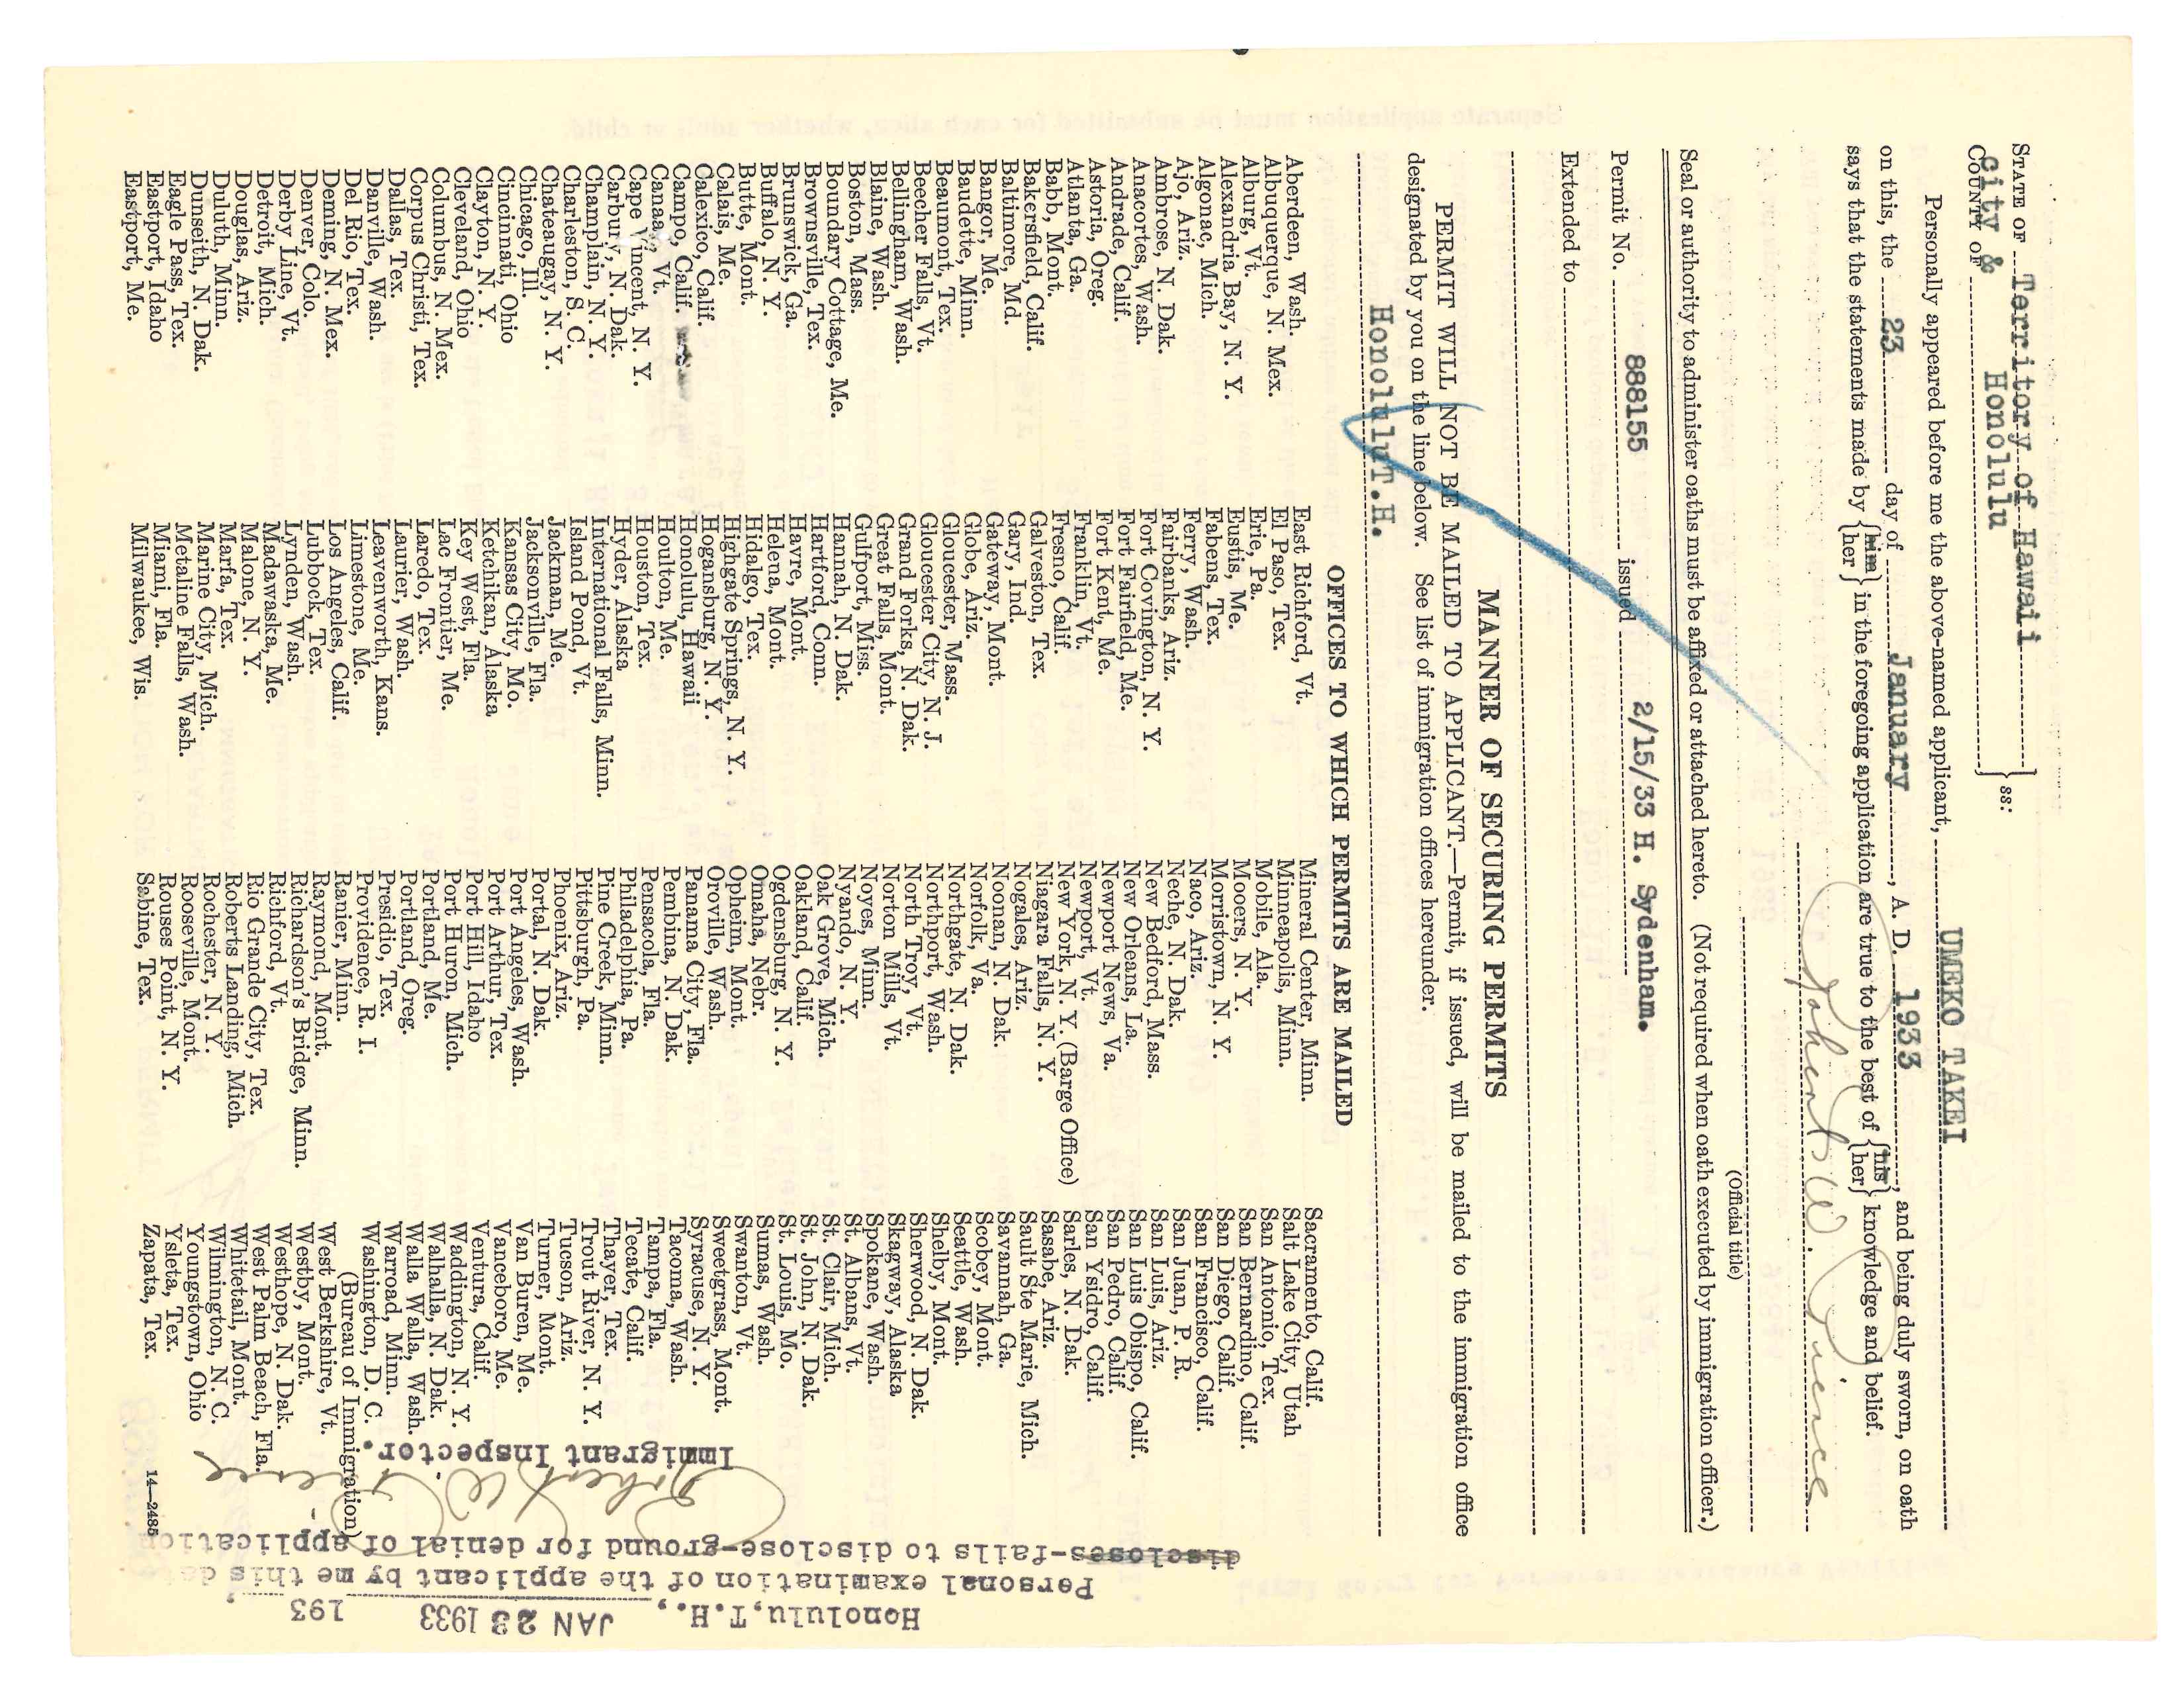 STATE OF Territory of Hawaii
city & Honolulu ss:
COUNTY OF
Personally appeared before me the above-named applicant, UMEKO TAKEI
on this, the 23 day of January, A. D. 1933, and being duly sworn, on oath
says that the statements made by {him her} in the foregoing application are true to the best of {his her} knowledge and belief.
Robert W. Pierce
(Official title)
Seal or authority to administer oaths must be affixed or attached hereto. (Not required when oath executed by immigration officer.)
Permit No. 888155 issued 2/15/33 H. Sydenham.
Extended to
MANNER OF SECURING PERMITS
PERMIT WILL NOT BE MAILED TO APPLICANT.—Permit, if issued, will be mailed to the immigration office
designated by you on the line below. See list of immigration offices hereunder.
Honolulu T.H.
OFFICES TO WHICH PERMITS ARE MAILED
Aberdeen, Wash.
Albuquerque, N. Mex.
Alburg, Vt.
Alexandria Bay, N. Y.
Algonac, Mich.
Ajo, Ariz.
Ambrose, N. Dak.
Anacortes, Wash.
Andrade, Calif.
Astoria, Oreg.
Atlanta, Ga.
Babb, Mont.
Bakersfield, Calif.
Baltimore, Md.
Bangor, Me.
Baudette, Minn.
Beaumont, Tex.
Beecher Falls, Vt.
Bellingham, Wash.
Blaine, Wash.
Boston, Mass.
Boundary Cottage, Me.
Brownsville, Tex.
Brunswick, Ga.
Buffalo, N. Y.
Butte, Mont.
Calais, Me.
Calexico, Calif.
Campo, Calif.
Canaan, Vt.
Cape Vincent, N. Y.
Carbury, N. Dak.
Champlain, N. Y.
Charleston, S. C.
Chateaugay, N. Y.
Chicago, Ill.
Cincinnati, Ohio
Clayton, N. Y.
Cleveland, Ohio
Columbus, N. Mex.
Corpus Christi, Tex.
Dallas, Tex.
Danville, Wash.
Del Rio, Tex.
Deming, N. Mex.
Denver, Colo.
Derby Line, Vt.
Detroit, Mich.
Douglas, Ariz.
Duluth, Minn.
Dunseith, N. Dak.
Eagle Pass, Tex.
Eastport, Idaho
Eastport, Me.
East Richford, Vt.
El Paso, Tex.
Erie, Pa.
Eustis, Me.
Fabens, Tex.
Ferry, Wash.
Fairbanks, Ariz.
Fort Covington, N. Y.
Fort Fairfield, Me.
Fort Kent, Me.
Franklin, Vt.
Fresno, Calif.
Galveston, Tex.
Gary, Ind.
Gateway, Mont.
Globe, Ariz.
Gloucester, Mass.
Gloucester City, N. J.
Grand Forks, N. Dak.
Great Falls, Mont.
Gulfport, Miss.
Hannah, N. Dak.
Hartford, Conn.
Havre, Mont.
Helena, Mont.
Hidalgo, Tex.
Highgate Springs, N. Y.
Hogansburg, N. Y.
Honolulu, Hawaii
Houlton, Me.
Houston, Tex.
Hyder, Alaska
International Falls, Minn.
Island Pond, Vt.
Jackman, Me.
Jacksonville, Fla.
Kansas City, Mo.
Ketchikan, Alaska
Key West, Fla.
Lac Frontier, Me.
Laredo, Tex.
Laurier, Wash.
Leavenworth, Kans.
Limestone, Me.
Los Angeles, Calif.
Lubbock, Tex.
Lynden, Wash.
Madawaska, Me.
Malone, N. Y.
Marfa, Tex.
Marine City, Mich.
Metaline Falls, Wash.
Miami, Fla.
Milwaukee, Wis.
Mineral Center, Minn.
Minneapolis, Minn.
Mobile, Ala.
Mooers, N. Y.
Morristown, N. Y.
Naco, Ariz.
Neche, N. Dak.
New Bedford, Mass.
New Orleans, La.
Newport News, Va.
Newport, Vt.
New York, N. Y. (Barge Office)
Niagara Falls, N. Y.
Nogales, Ariz.
Noonan, N. Dak.
Norfolk, Va.
Northgate, N. Dak.
Northport, Wash.
North Troy, Vt.
Norton Mills, Vt.
Noyes, Minn.
Nyando, N. Y.
Oak Grove, Mich.
Oakland, Calif.
Ogdensburg, N. Y.
Omaha, Nebr.
Opheim, Mont.
Oroville, Wash.
Panama City, Fla.
Pembina, N. Dak.
Pensacola, Fla.
Philadelphia, Pa.
Pine Creek, Minn.
Pittsburgh, Pa.
Phoenix, Ariz.
Portal, N. Dak.
Port Angeles, Wash.
Port Arthur, Tex.
Port Hill, Idaho
Port Huron, Mich.
Portland, Me.
Portland, Oreg.
Presidio, Tex.
Providence, R. I.
Ranier, Minn.
Raymond, Mont.
Richardson's Bridge, Minn.
Richford, Vt.
Rio Grande City, Tex.
Roberts Landing, Mich.
Rochester, N. Y.
Rooseville, Mont.
Rouses Point, N. Y.
Sabine, Tex.
Sacramento, Calif.
Salt Lake City, Utah
San Antonio, Tex.
San Bernardino, Calif.
San Diego, Calif.
San Francisco, Calif.
San Juan, P. R.
San Luis, Ariz.
San Luis Obispo, Calif.
San Pedro, Calif.
San Ysidro, Calif.
Sarles, N. Dak.
Sasabe, Ariz.
Sault Ste Marie, Mich.
Savannah, Ga.
Scobey, Mont.
Seattle, Wash.
Shelby, Mont.
Sherwood, N. Dak.
Skagway, Alaska
Spokane, Wash.
St. Albans, Vt.
St. Clair, Mich.
St. John, N. Dak.
St. Louis, Mo.
Sumas, Wash.
Swanton, Vt.
Sweetgrass, Mont.
Syracuse, N. Y.
Tacoma, Wash.
Tampa, Fla.
Tecate, Calif.
Thayer, Tex.
Trout River, N. Y.
Tucson, Ariz.
Turner, Mont.
Van Buren, Me.
Vanceboro, Me.
Ventura, Calif.
Waddington, N. Y.
Walhalla, N. Dak.
Walla Walla, Wash.
Warroad, Minn.
Washington, D. C.
(Bureau of Immigration)
West Berkshire, Vt.
Westby, Mont.
Westhope, N. Dak.
West Palm Beach, Fla.
Whitetail, Mont.
Wilmington, N. C.
Youngstown, Ohio
Ysleta, Tex.
Zapata, Tex.
14—2485
Honolulu, T.H., JAN 23 1933 193
Personal examination of the applicant by me this
discloses-fails to disclose-ground for denial of application
Robert W. Pierce
Immigrant Inspector.